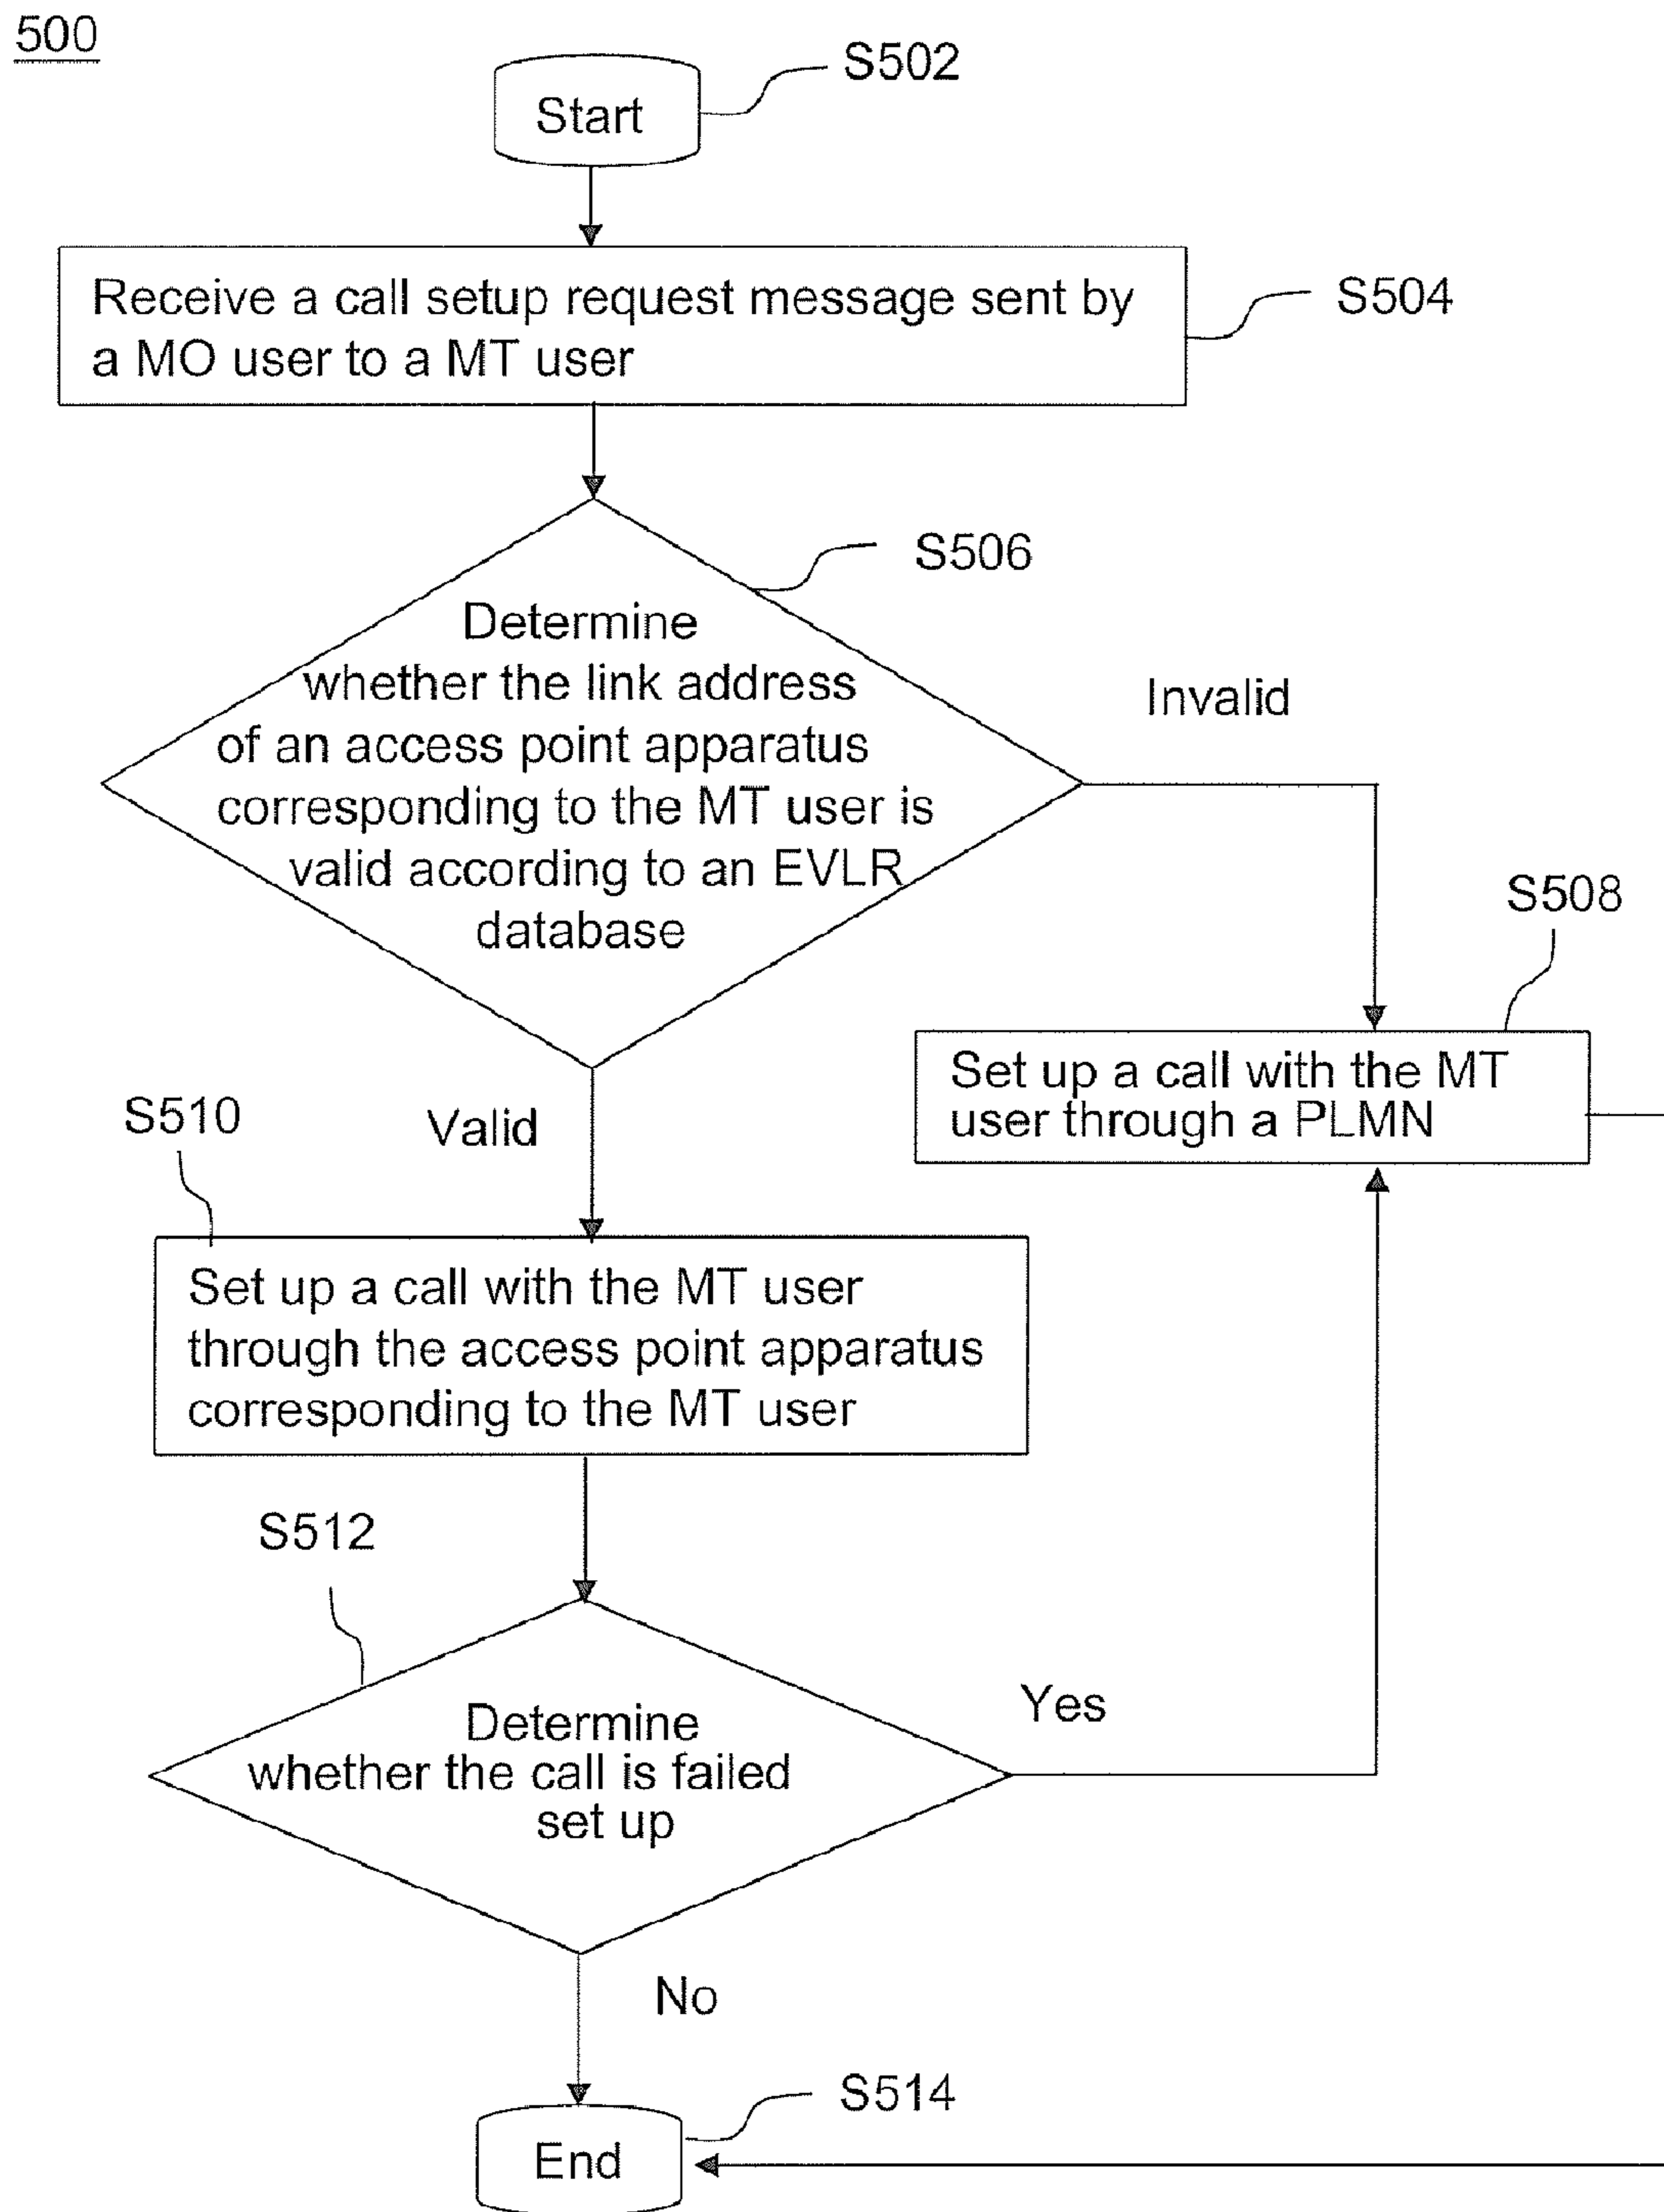 500
S502
Start
Receive a call setup request message sent by
a MO user to a MT user
S504
S506
Determine
whether the link address
of an access point apparatus
corresponding to the MT user is
valid according to an EVLR
database
Invalid
S508
Set up a call with the MT
user through a PLMN
S510
Valid
Set up a call with the MT user
through the access point apparatus
corresponding to the MT user
S512
Determine
whether the call is failed
set up
Yes
No
S514
End